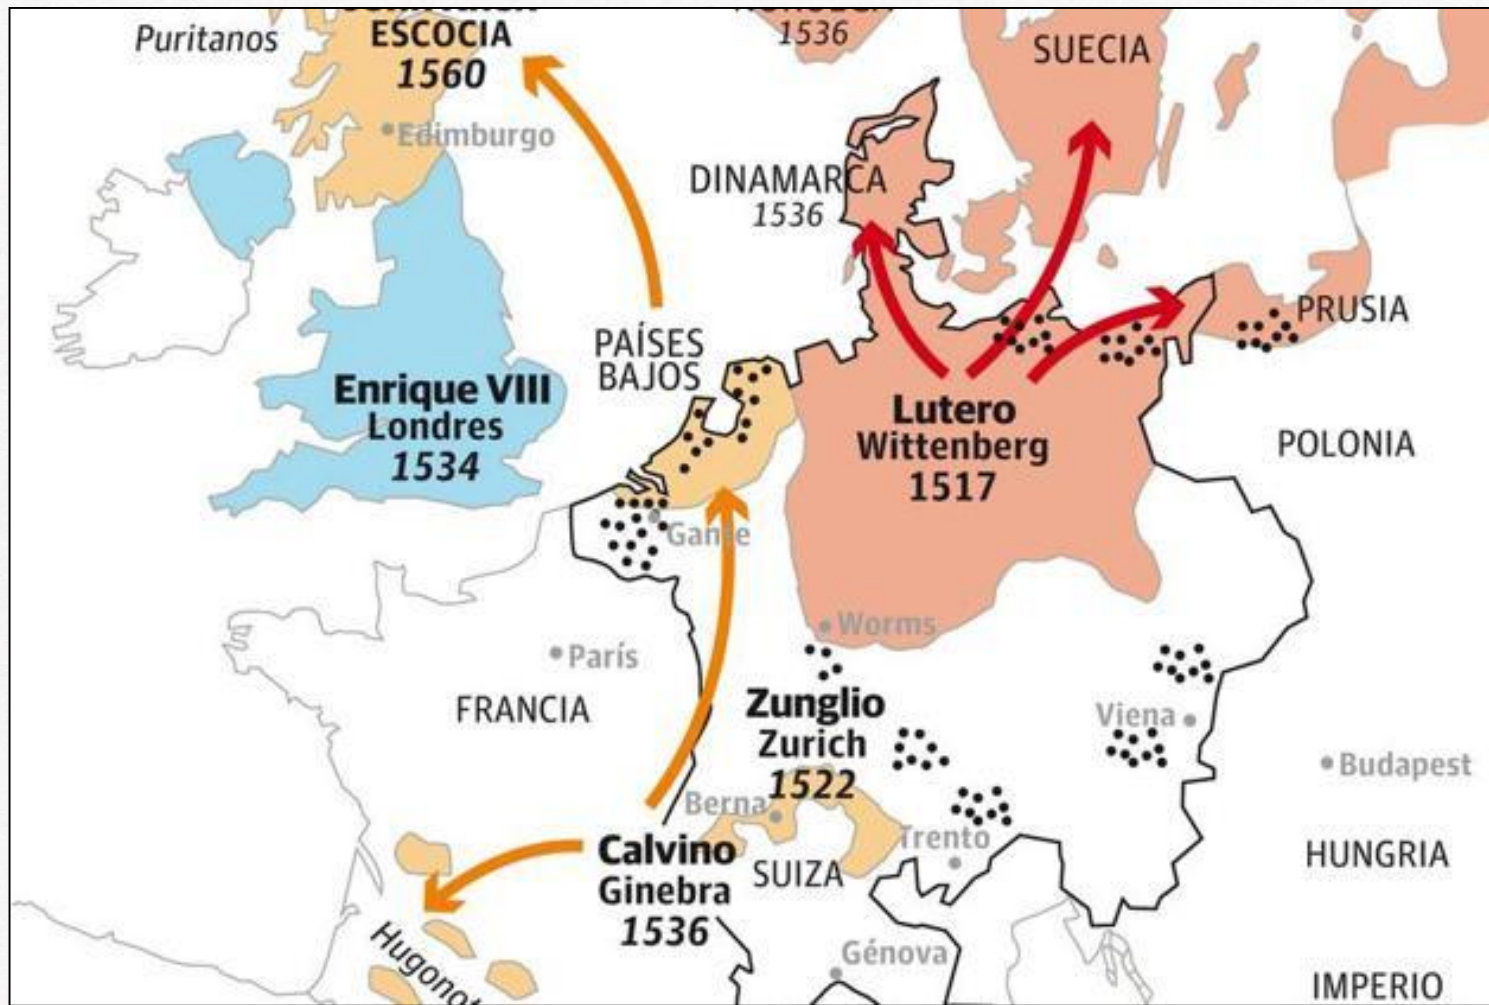 Puritanos
ESCOCIA
1560
Edimburgo
1536
SUECIA
DINAMARCA
1536
PRUSIA
PAÍSES
BAJOS
Enrique VIII
Londres
1534
Lutero
Wittenberg
1517
POLONIA
Gante
Worms
París
FRANCIA
Zunglio
Zurich
1522
Viena
Budapest
Berna
Trento
HUNGRIA
Calvino
Ginebra
1536
SUIZA
Génova
IMPERIO